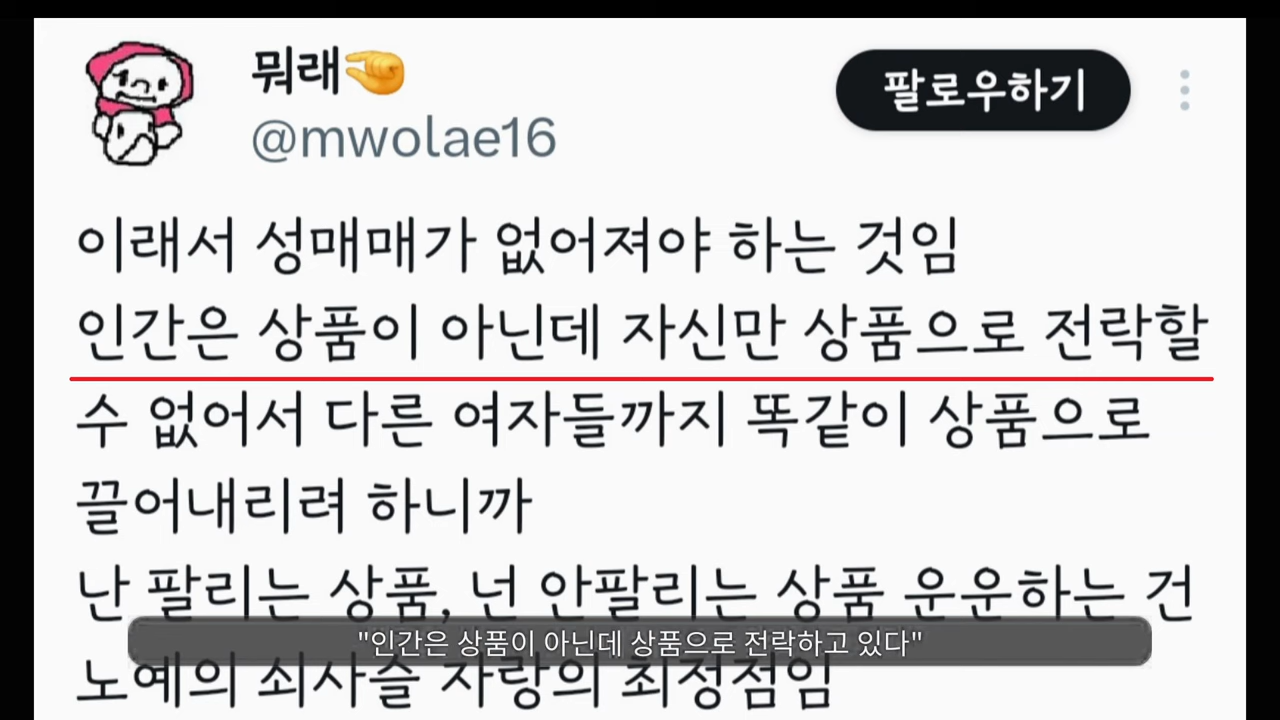 뭐래🤏
@mwolae16
팔로우하기
이래서 성매매가 없어져야 하는 것임
인간은 상품이 아닌데 자신만 상품으로 전락할
수 없어서 다른 여자들까지 똑같이 상품으로
끌어내리려 하니까
난 팔리는 상품, 넌 안팔리는 상품 운운하는 건
"인간은 상품이 아닌데 상품으로 전락하고 있다"
노예의 쇠사슬 자랑의 최정점임